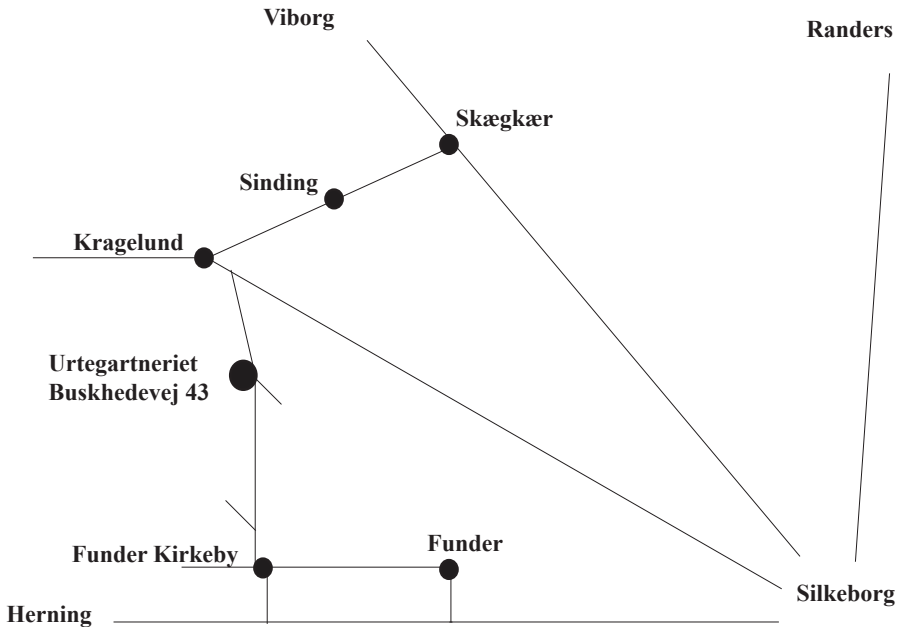 Viborg
Randers
Skægkær
Sinding
Kragelund
Urtegartneriet
Buskhedevej 43
Funder Kirkeby
Funder
Silkeborg
Herning